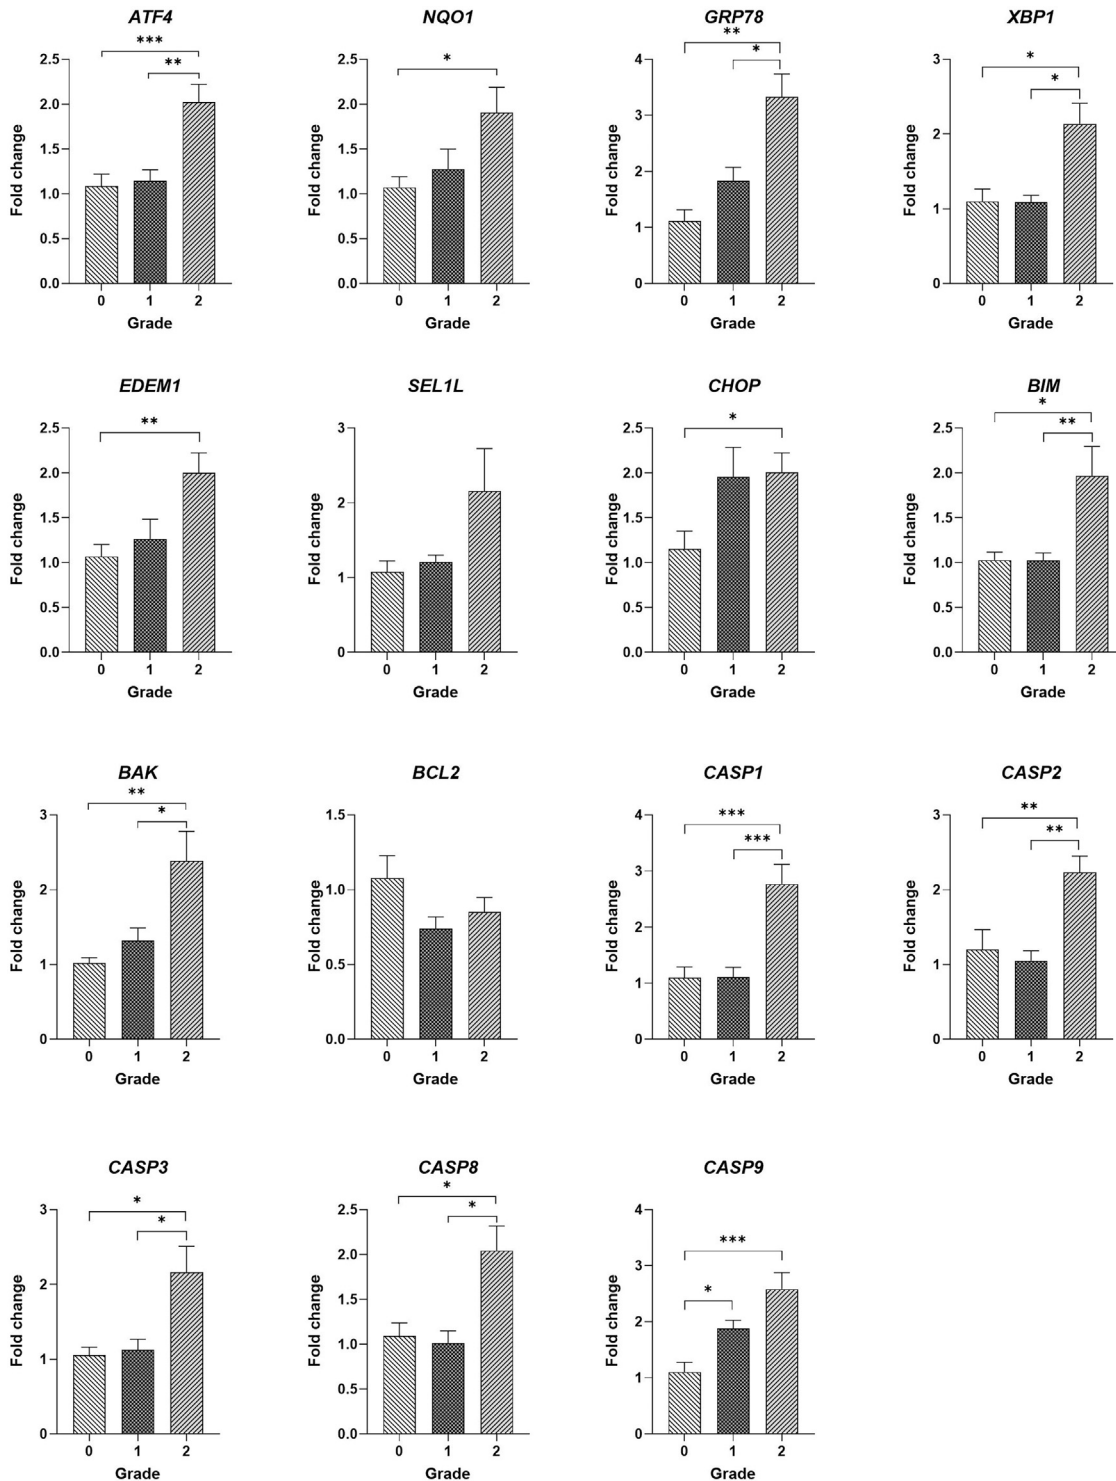 ATF4
***
**
Fold change
2.5
2.0
1.5
1.0
0.5
0.0
0 1 2
Grade
NQO1
*
Fold change
2.5
2.0
1.5
1.0
0.5
0.0
0 1 2
Grade
GRP78
**
*
Fold change
4
3
2
1
0
0 1 2
Grade
XBP1
*
*
Fold change
3
2
1
0
0 1 2
Grade
EDEM1
**
Fold change
2.5
2.0
1.5
1.0
0.5
0.0
0 1 2
Grade
SEL1L
Fold change
3
2
1
0
0 1 2
Grade
CHOP
*
Fold change
2.5
2.0
1.5
1.0
0.5
0.0
0 1 2
Grade
BIM
*
**
Fold change
2.5
2.0
1.5
1.0
0.5
0.0
0 1 2
Grade
BAK
**
*
Fold change
3
2
1
0
0 1 2
Grade
BCL2
Fold change
1.5
1.0
0.5
0.0
0 1 2
Grade
CASP1
***
***
Fold change
4
3
2
1
0
0 1 2
Grade
CASP2
**
**
Fold change
3
2
1
0
0 1 2
Grade
CASP3
*
*
Fold change
3
2
1
0
0 1 2
Grade
CASP8
*
*
Fold change
2.5
2.0
1.5
1.0
0.5
0.0
0 1 2
Grade
CASP9
***
*
Fold change
4
3
2
1
0
0 1 2
Grade